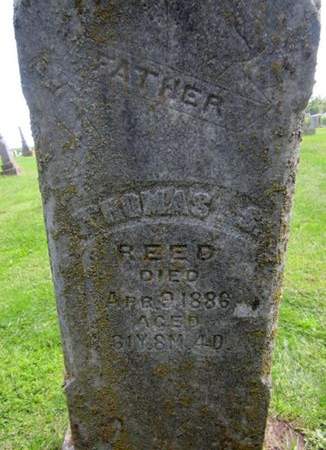 FATHER
THOMAS S.
REED
DIED
APR 9 1886
AGED
61Y. 8M. 4D.